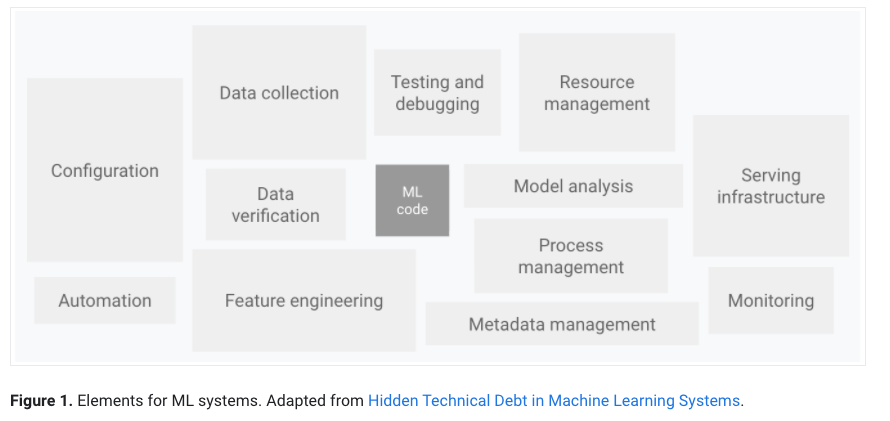 Configuration
Data collection
Testing and
debugging
Resource
management
Data
verification
ML
code
Model analysis
Serving
infrastructure
Process
management
Automation
Feature engineering
Metadata management
Monitoring
Figure 1. Elements for ML systems. Adapted from Hidden Technical Debt in Machine Learning Systems.